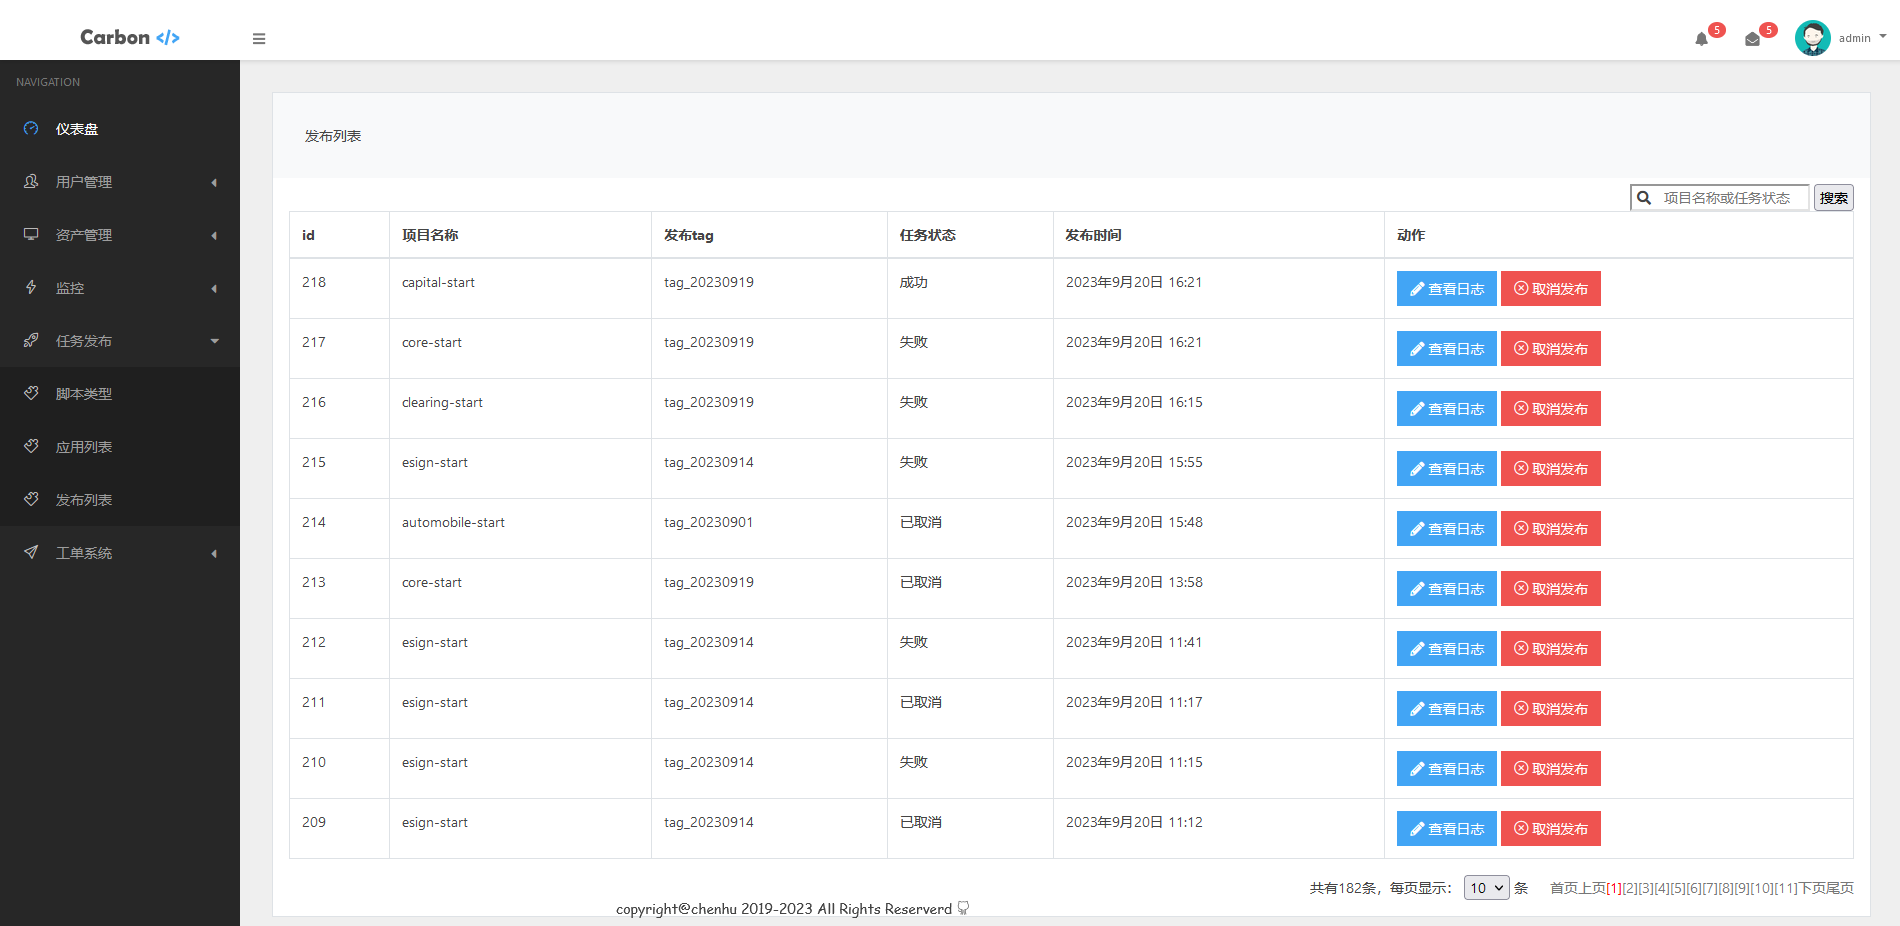 Carbon </>
5
5
admin
NAVIGATION
仪表盘
用户管理
资产管理
监控
任务发布
脚本类型
应用列表
发布列表
工单系统
发布列表
项目名称或任务状态 搜索
id 项目名称 发布tag 任务状态 发布时间 动作
218 capital-start tag_20230919 成功 2023年9月20日 16:21 查看日志 取消发布
217 core-start tag_20230919 失败 2023年9月20日 16:21 查看日志 取消发布
216 clearing-start tag_20230919 失败 2023年9月20日 16:15 查看日志 取消发布
215 esign-start tag_20230914 失败 2023年9月20日 15:55 查看日志 取消发布
214 automobile-start tag_20230901 已取消 2023年9月20日 15:48 查看日志 取消发布
213 core-start tag_20230919 已取消 2023年9月20日 13:58 查看日志 取消发布
212 esign-start tag_20230914 失败 2023年9月20日 11:41 查看日志 取消发布
211 esign-start tag_20230914 已取消 2023年9月20日 11:17 查看日志 取消发布
210 esign-start tag_20230914 失败 2023年9月20日 11:15 查看日志 取消发布
209 esign-start tag_20230914 已取消 2023年9月20日 11:12 查看日志 取消发布
共有182条，每页显示： 10 条 首页上页[1][2][3][4][5][6][7][8][9][10][11]下页尾页
copyright@chenhu 2019-2023 All Rights Reserverd